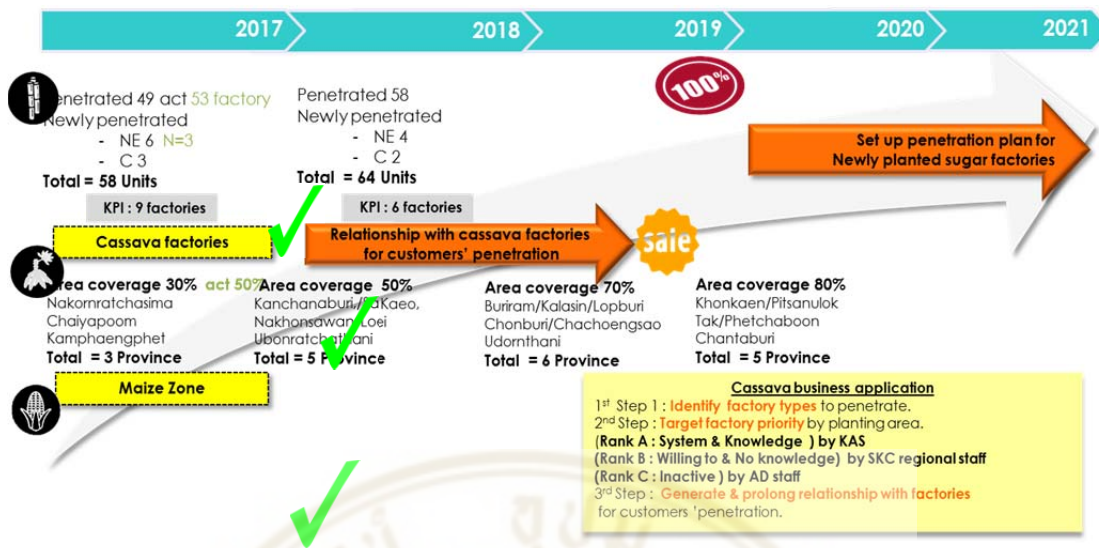 2017 2018 2019 2020 2021
100%
Penetrated 49 act 53 factory
Newly penetrated
- NE 6 N=3
- C 3
Total = 58 Units
KPI : 9 factories
Penetrated 58
Newly penetrated
- NE 4
- C 2
Total = 64 Units
KPI : 6 factories
Set up penetration plan for
Newly planted sugar factories
Cassava factories
Relationship with cassava factories
for customers' penetration
sale
Area coverage 30% act 50%
Nakornratchasima
Chaiyapoom
Kamphaengphet
Total = 3 Province
Area coverage 50%
Kanchanaburi/ Kaeo,
Nakhonsawan/Loei
Ubonratchathani
Total = 5 Province
Area coverage 70%
Buriram/Kalasin/Lopburi
Chonburi/Chachoengsao
Udornthani
Total = 6 Province
Area coverage 80%
Khonkaen/Pitsanulok
Tak/Phetchaboon
Chantaburi
Total = 5 Province
Maize Zone
Cassava business application
1st Step 1 : Identify factory types to penetrate.
2nd Step : Target factory priority by planting area.
(Rank A : System & Knowledge ) by KAS
(Rank B : Willing to & No knowledge) by SKC regional staff
(Rank C : Inactive ) by AD staff
3rd Step : Generate & prolong relationship with factories
for customers 'penetration.